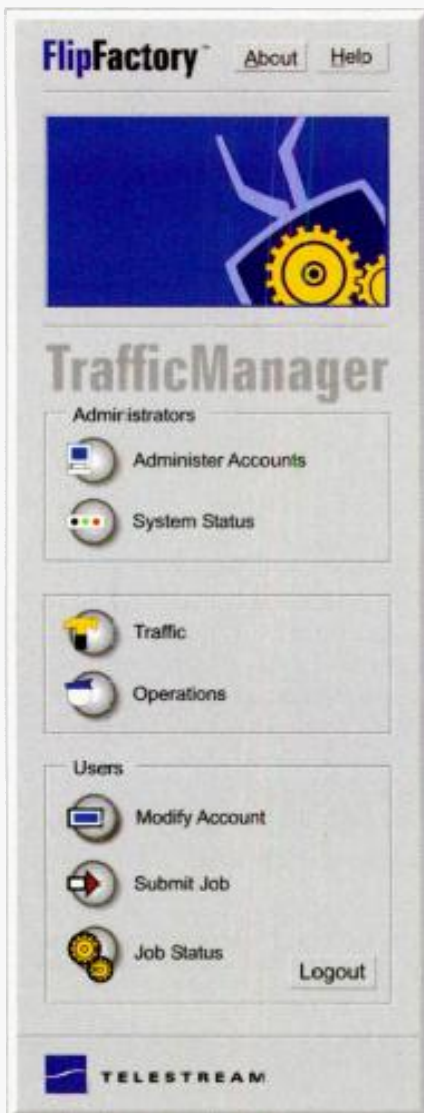 FlipFactory™ About Help
TrafficManager
Administrators
Administer Accounts
System Status
Traffic
Operations
Users
Modify Account
Submit Job
Job Status
Logout
TELESTREAM